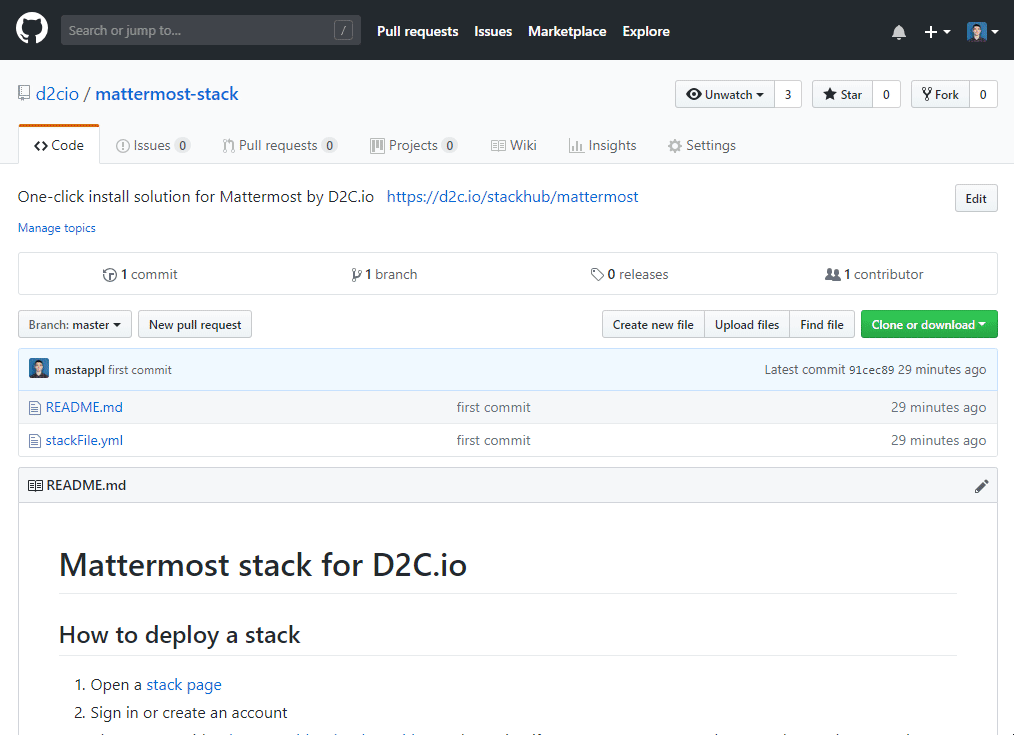 Search or jump to... / Pull requests Issues Marketplace Explore
d2cio / mattermost-stack Unwatch 3 Star 0 Fork 0
Code Issues 0 Pull requests 0 Projects 0 Wiki Insights Settings
One-click install solution for Mattermost by D2C.io https://d2c.io/stackhub/mattermost Edit
Manage topics
1 commit 1 branch 0 releases 1 contributor
Branch: master New pull request Create new file Upload files Find file Clone or download
mastappl first commit Latest commit 91cec89 29 minutes ago
README.md first commit 29 minutes ago
stackFile.yml first commit 29 minutes ago
README.md
Mattermost stack for D2C.io
How to deploy a stack
1. Open a stack page
2. Sign in or create an account